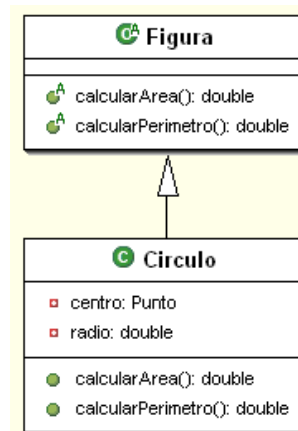 Figura
calcularArea(): double
calcularPerimetro(): double
Circulo
centro: Punto
radio: double
calcularArea(): double
calcularPerimetro(): double